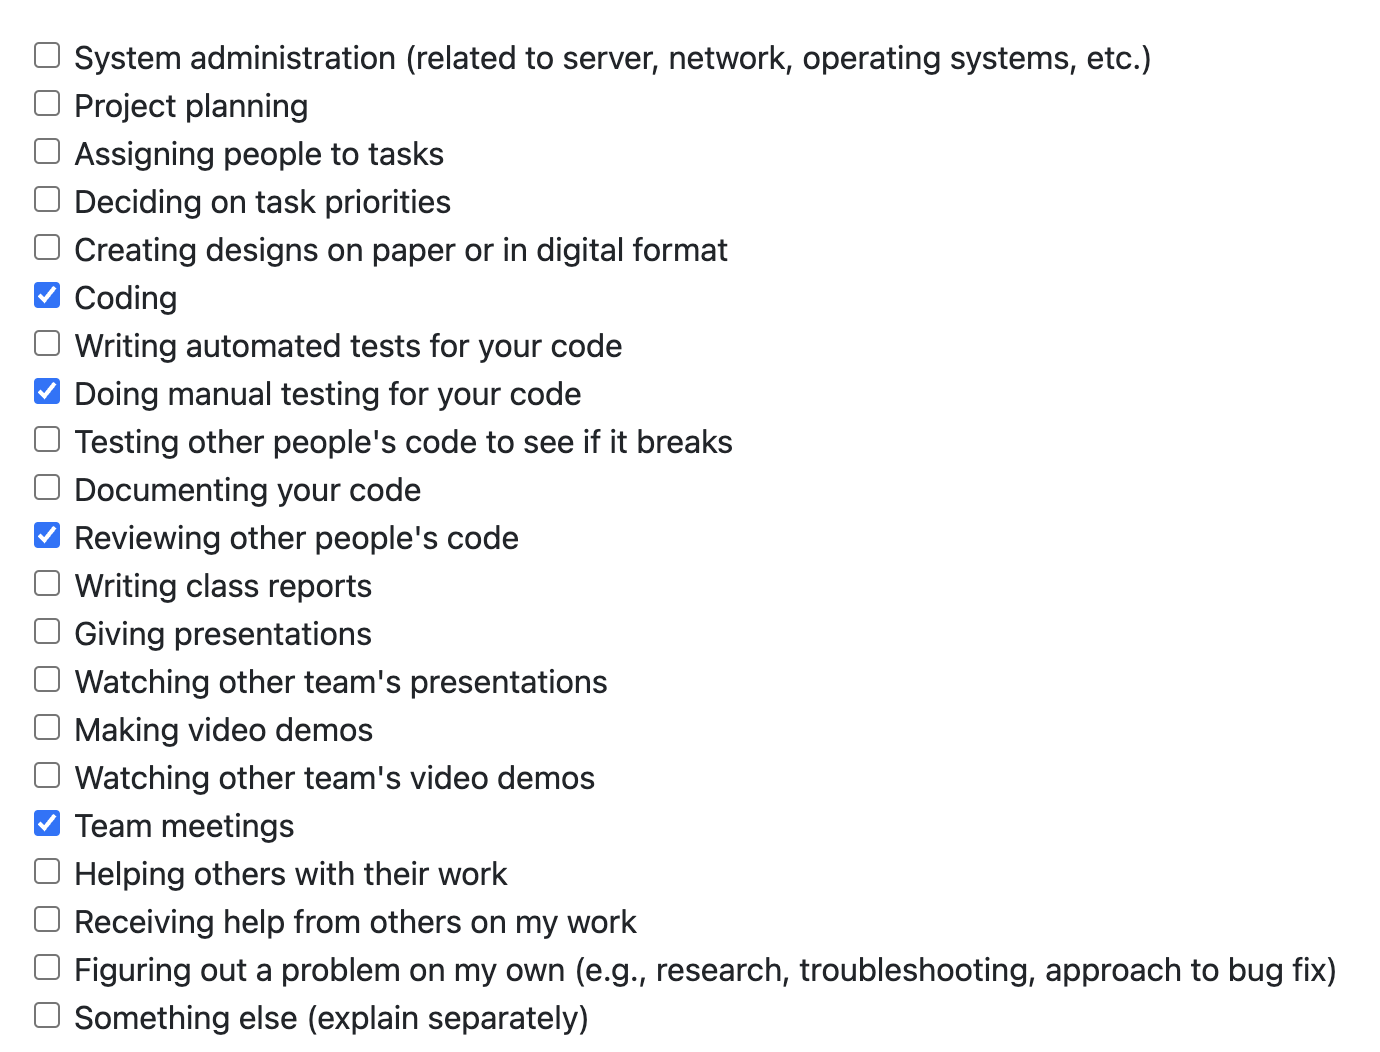 System administration (related to server, network, operating systems, etc.)
Project planning
Assigning people to tasks
Deciding on task priorities
Creating designs on paper or in digital format
Coding
Writing automated tests for your code
Doing manual testing for your code
Testing other people's code to see if it breaks
Documenting your code
Reviewing other people's code
Writing class reports
Giving presentations
Watching other team's presentations
Making video demos
Watching other team's video demos
Team meetings
Helping others with their work
Receiving help from others on my work
Figuring out a problem on my own (e.g., research, troubleshooting, approach to bug fix)
Something else (explain separately)